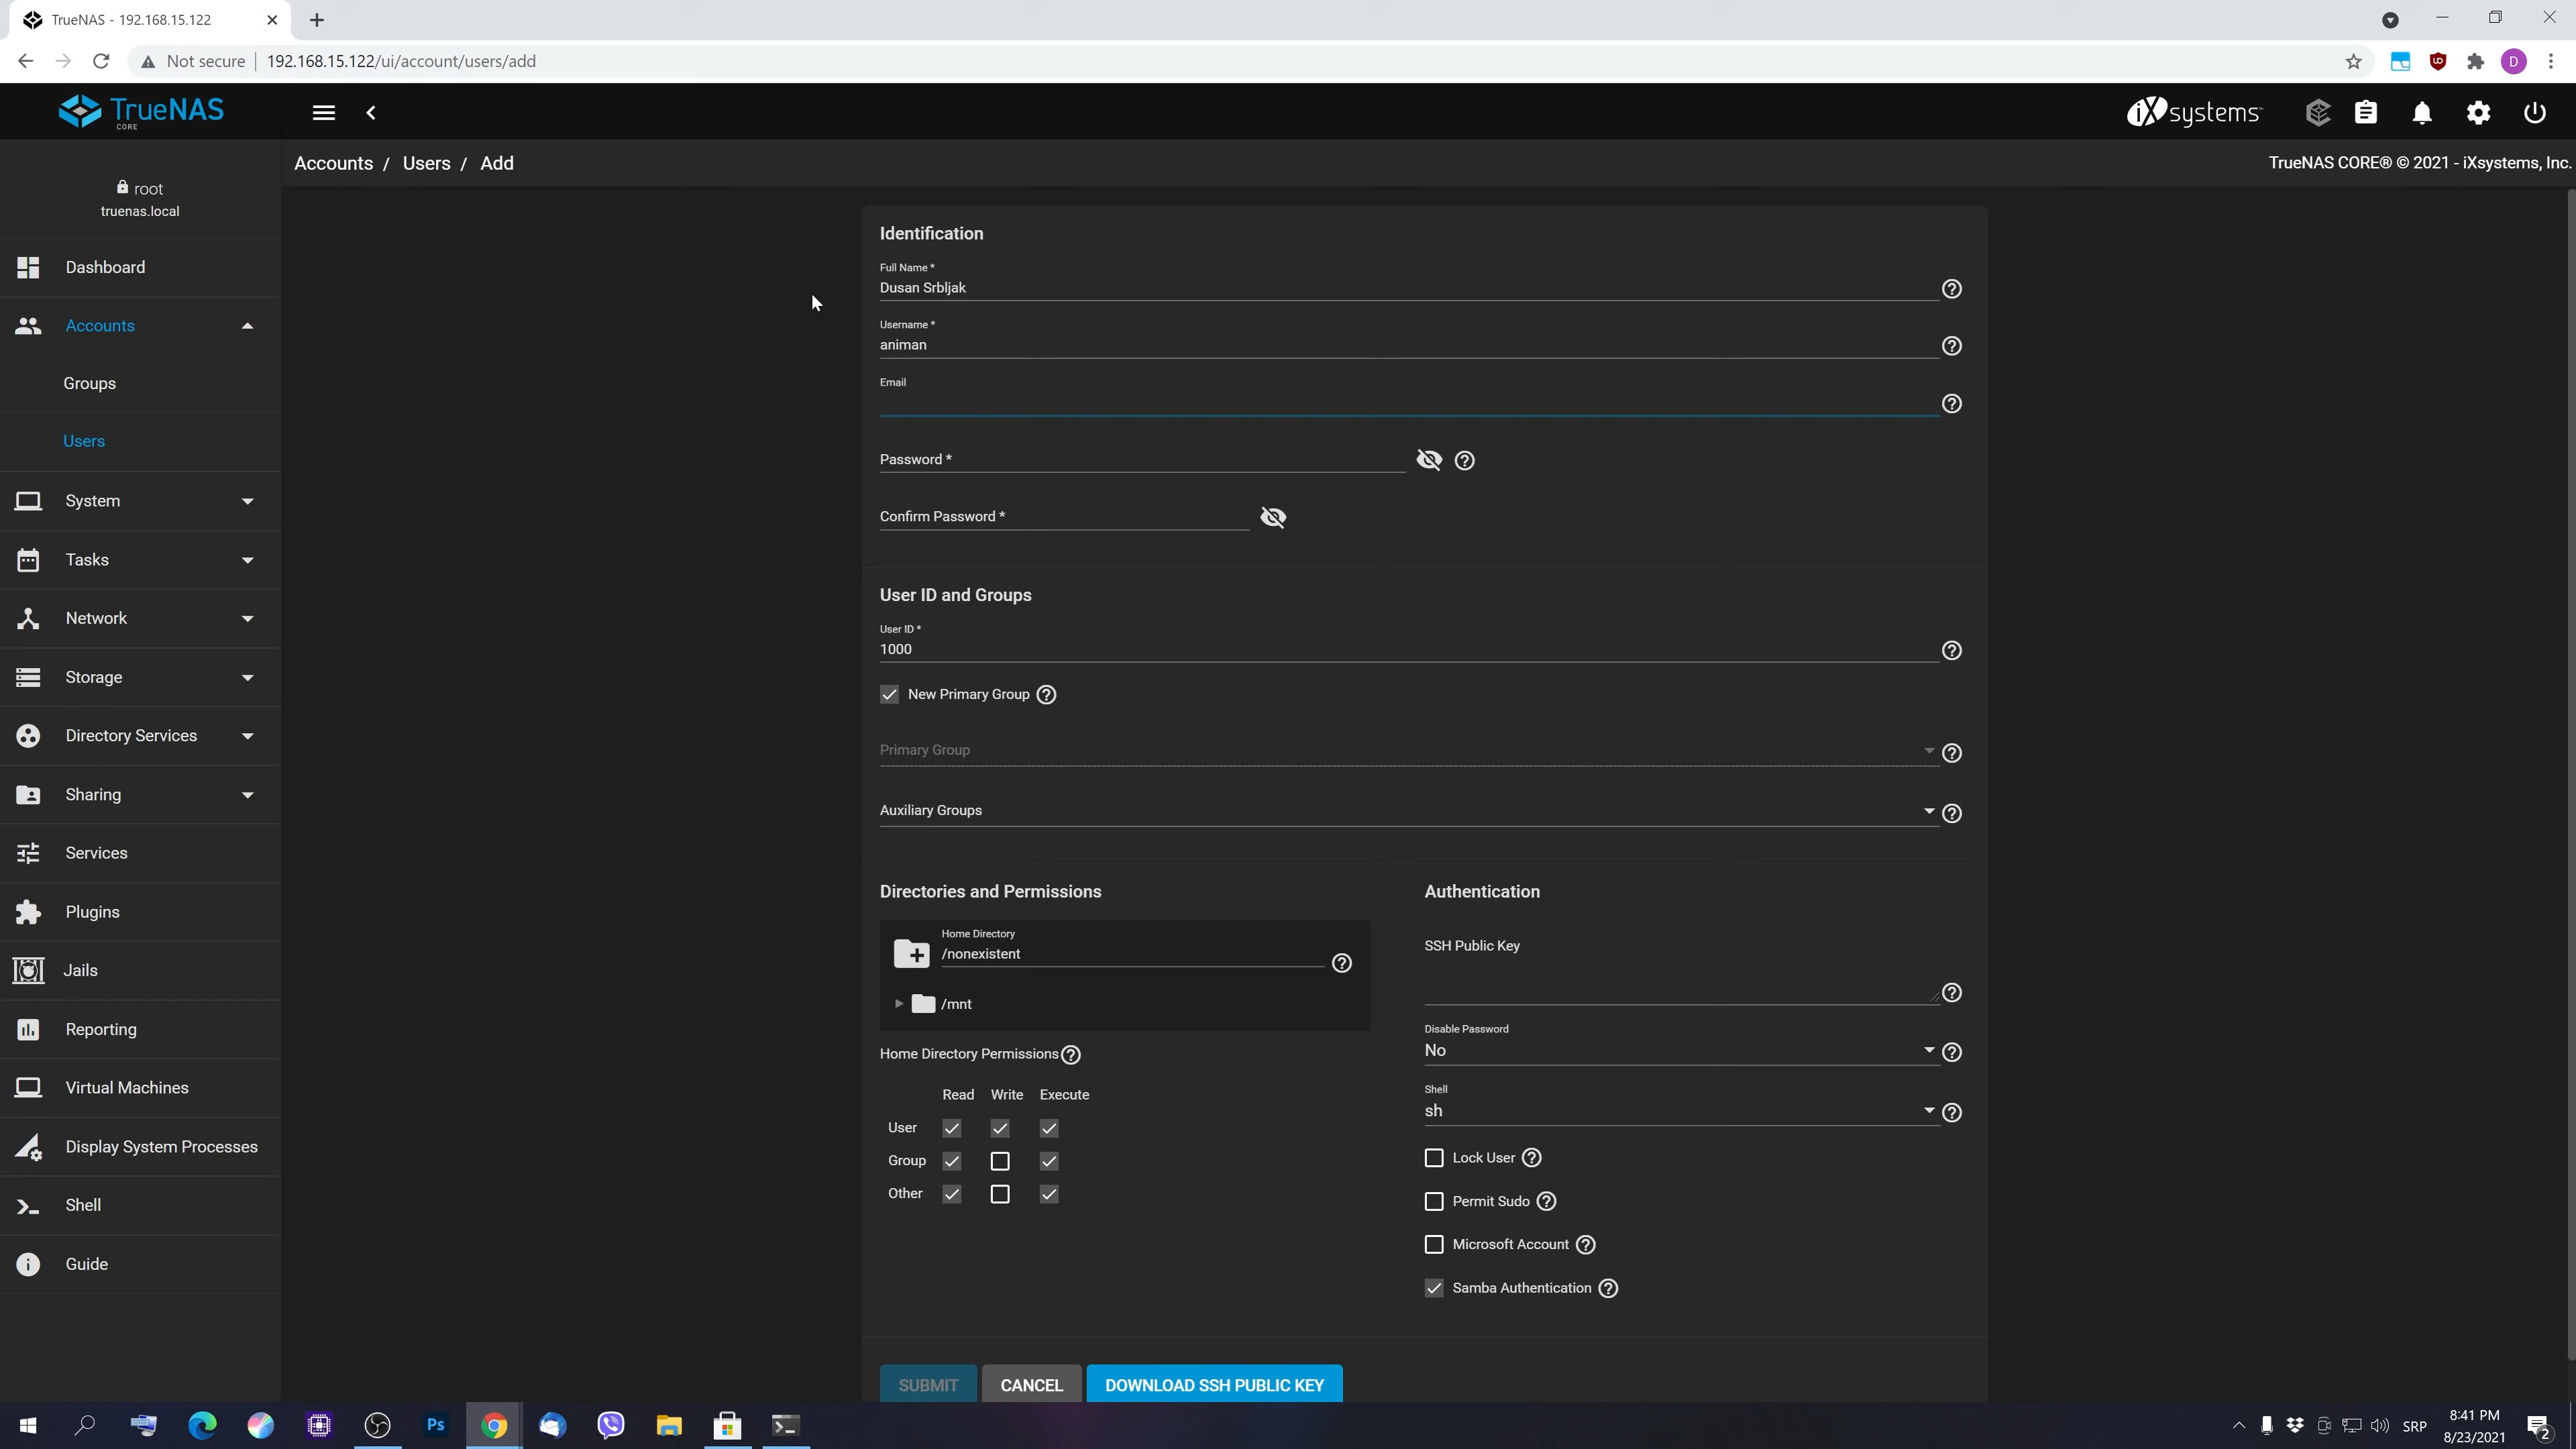 TrueNAS - 192.168.15.122
Not secure
192.168.15.122/ui/account/users/add
D
TrueNAS
CORE
iXsystems
Accounts / Users / Add
TrueNAS CORE® © 2021 - iXsystems, Inc.
root
truenas.local
Dashboard
Accounts
Groups
Users
System
Tasks
Network
Storage
Directory Services
Sharing
Services
Plugins
Jails
Reporting
Virtual Machines
Display System Processes
Shell
Guide
Identification
Full Name *
Dusan Srbljak
Username *
animan
Email
Password *
Confirm Password *
User ID and Groups
User ID *
1000
New Primary Group
Primary Group
Auxiliary Groups
Directories and Permissions
Home Directory
/nonexistent
/mnt
Home Directory Permissions
Read Write Execute
User
Group
Other
Authentication
SSH Public Key
Disable Password
No
Shell
sh
Lock User
Permit Sudo
Microsoft Account
Samba Authentication
SUBMIT
CANCEL
DOWNLOAD SSH PUBLIC KEY
Ps
SRP
8:41 PM
8/23/2021
2